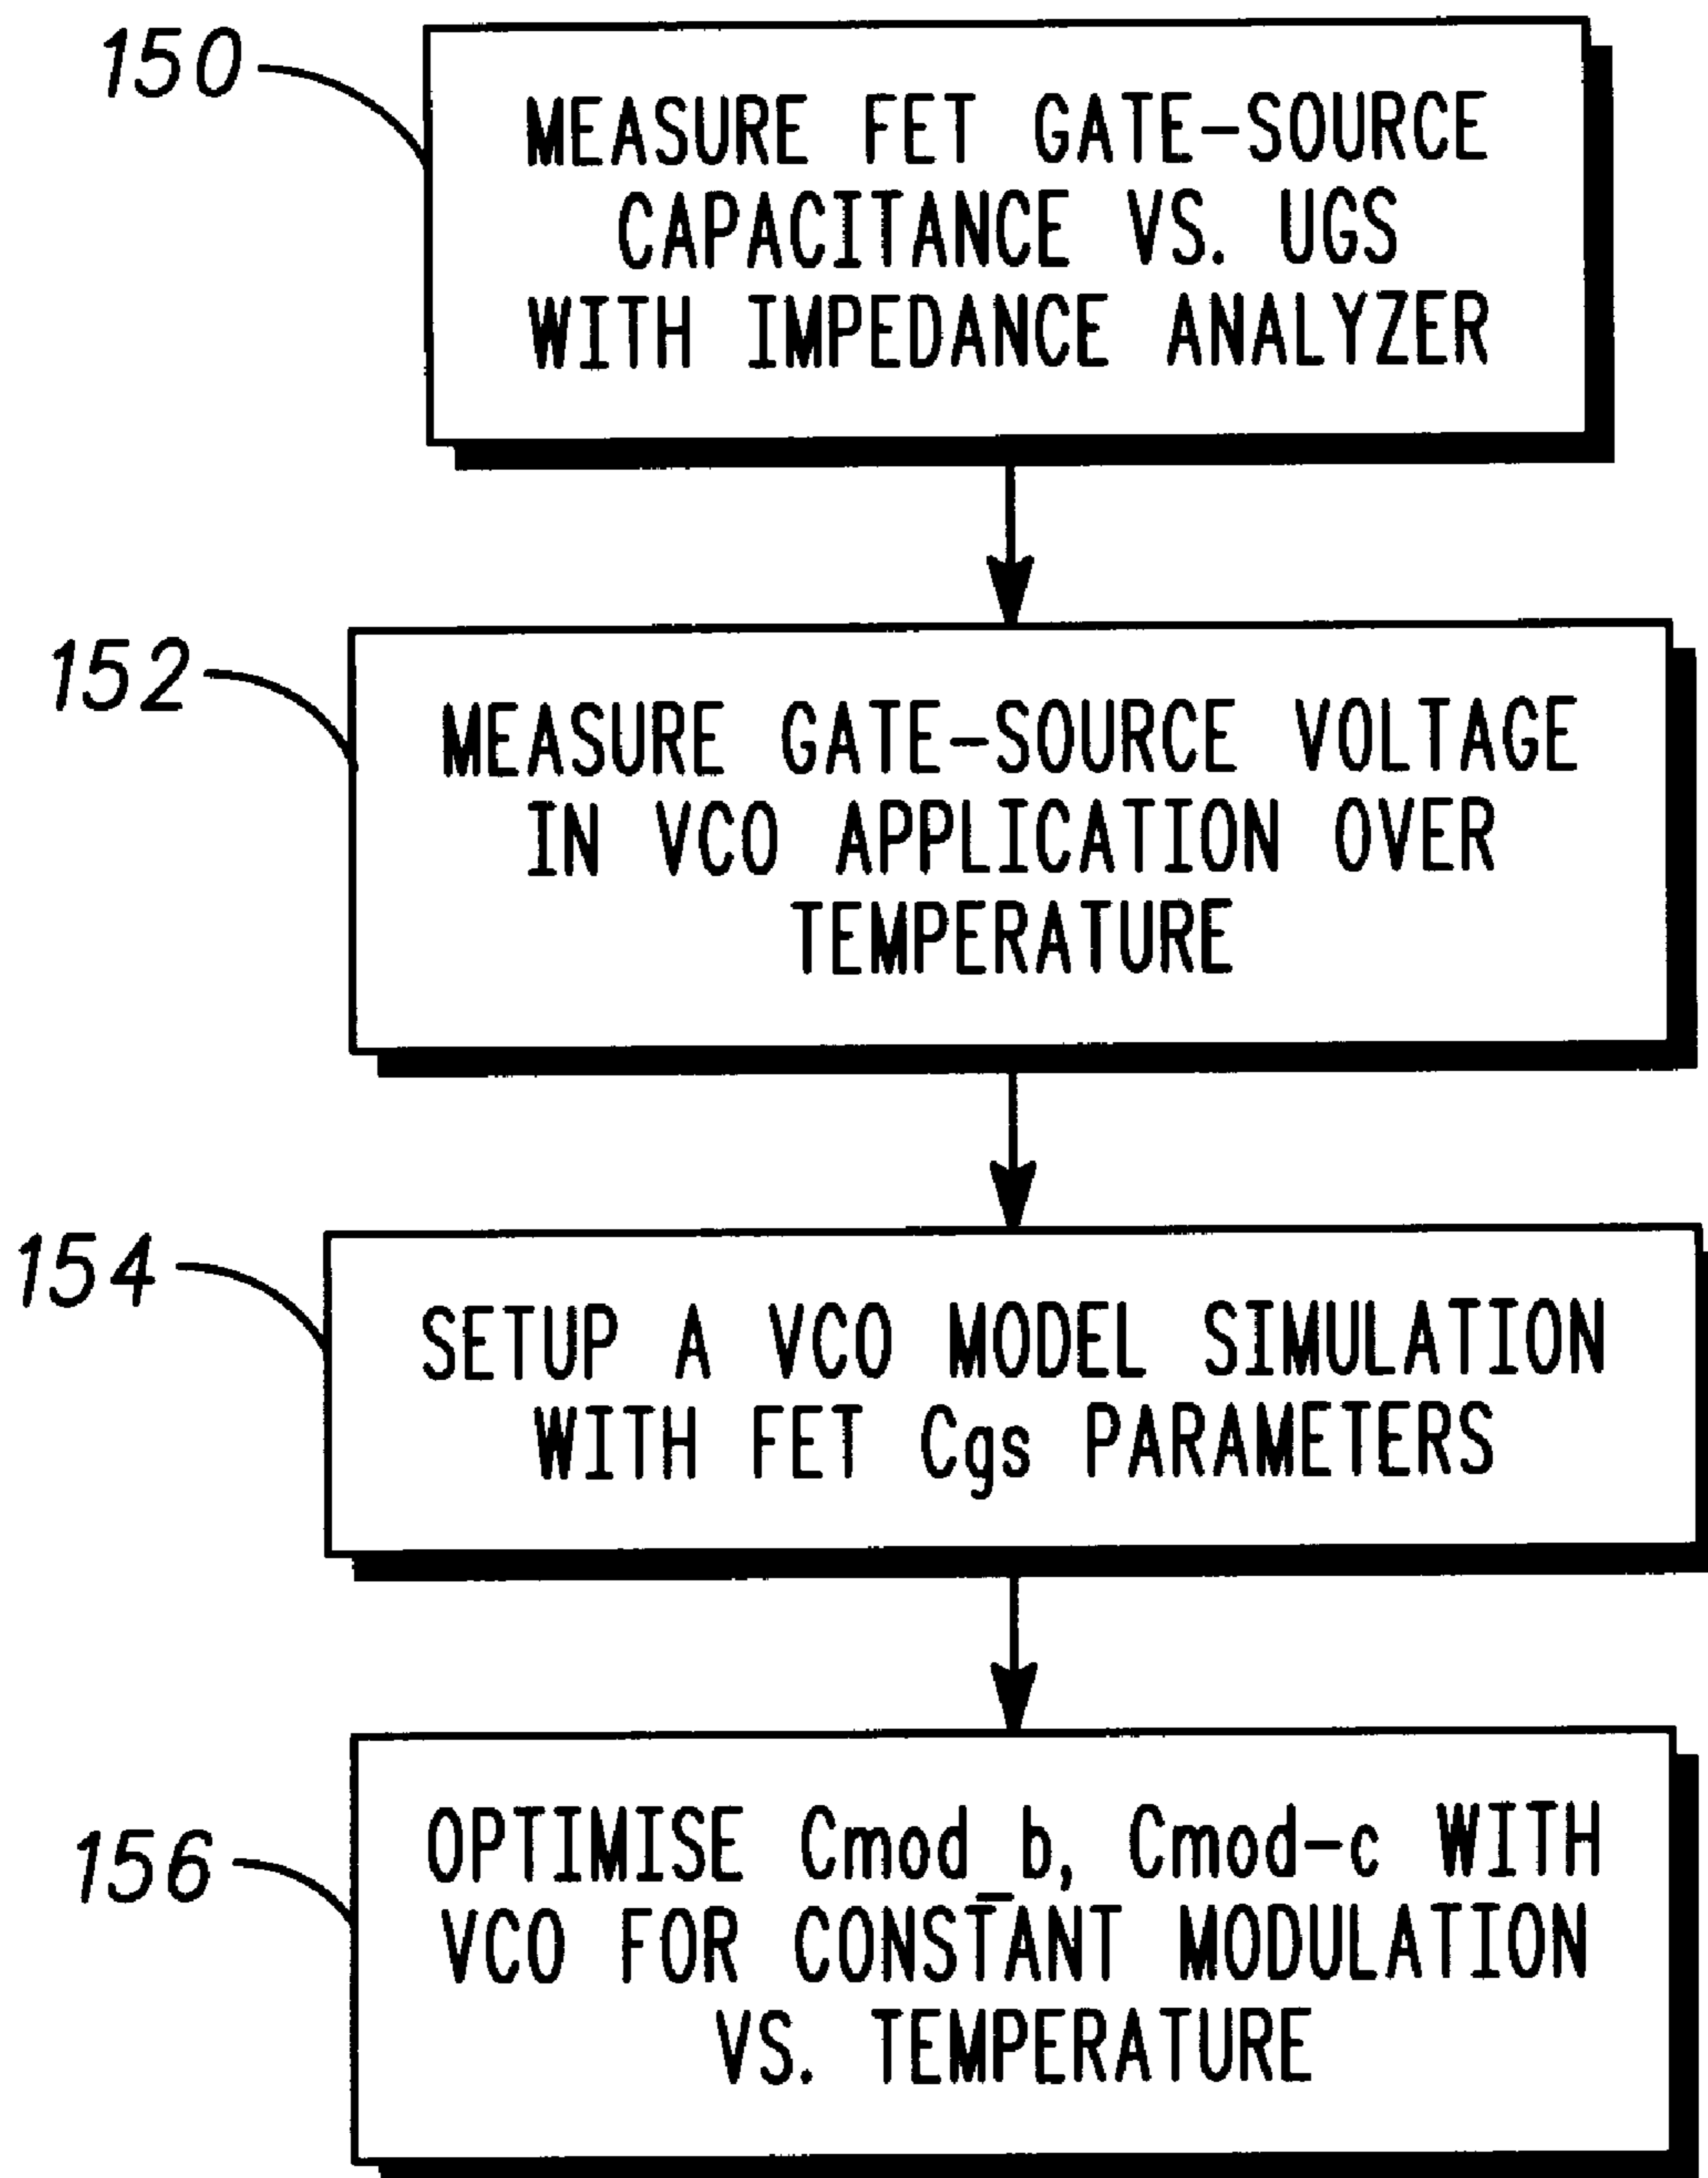 150
MEASURE FET GATE-SOURCE
CAPACITANCE VS. UGS
WITH IMPEDANCE ANALYZER
152
MEASURE GATE-SOURCE VOLTAGE
IN VCO APPLICATION OVER
TEMPERATURE
154
SETUP A VCO MODEL SIMULATION
WITH FET Cgs PARAMETERS
156
OPTIMISE Cmod_b, Cmod-c WITH
VCO FOR CONSTANT MODULATION
VS. TEMPERATURE